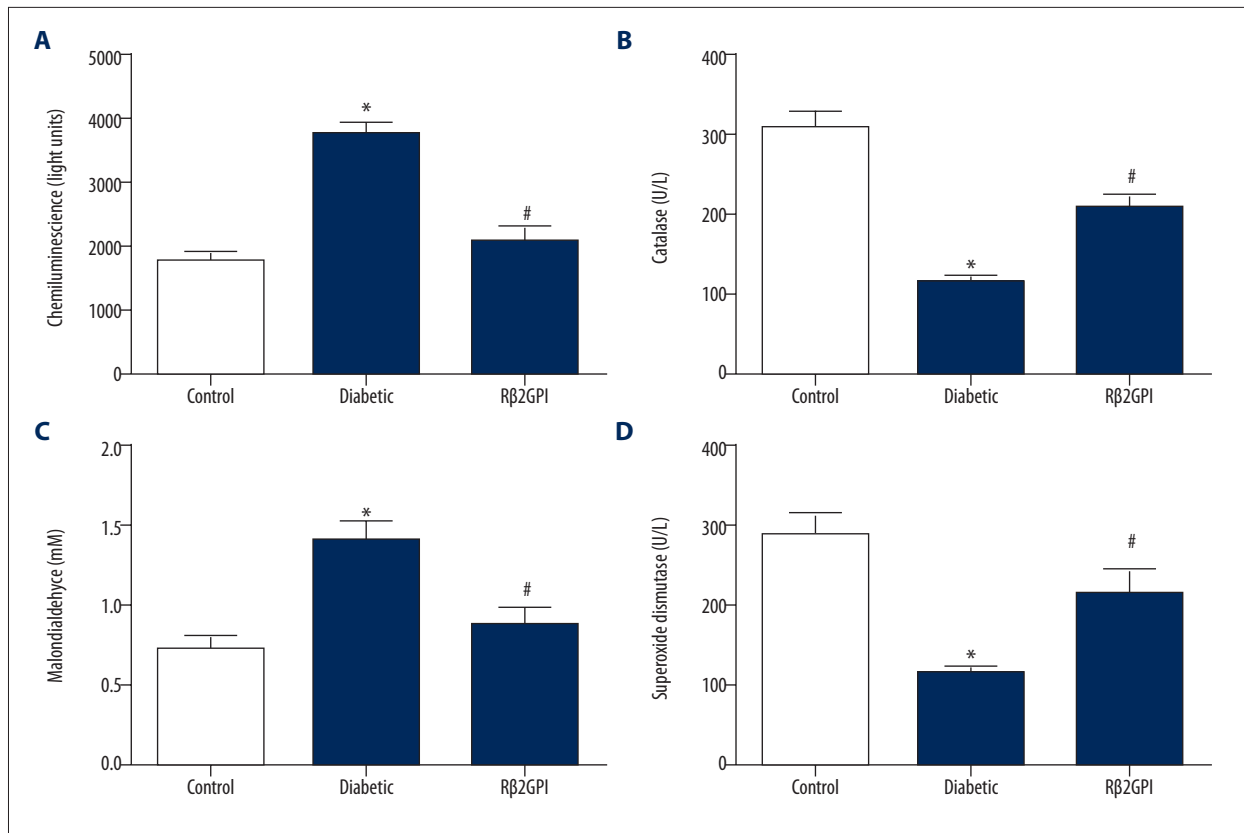 A
Chemiluminescience (light units)
5000
4000
3000
2000
1000
0
*
#
Control
Diabetic
Rβ2GPI
B
Catalase (U/L)
400
300
200
100
0
*
#
Control
Diabetic
Rβ2GPI
C
Malondialdehyce (mM)
2.0
1.5
1.0
0.5
0.0
*
#
Control
Diabetic
Rβ2GPI
D
Superoxide dismutase (U/L)
400
300
200
100
0
*
#
Control
Diabetic
Rβ2GPI